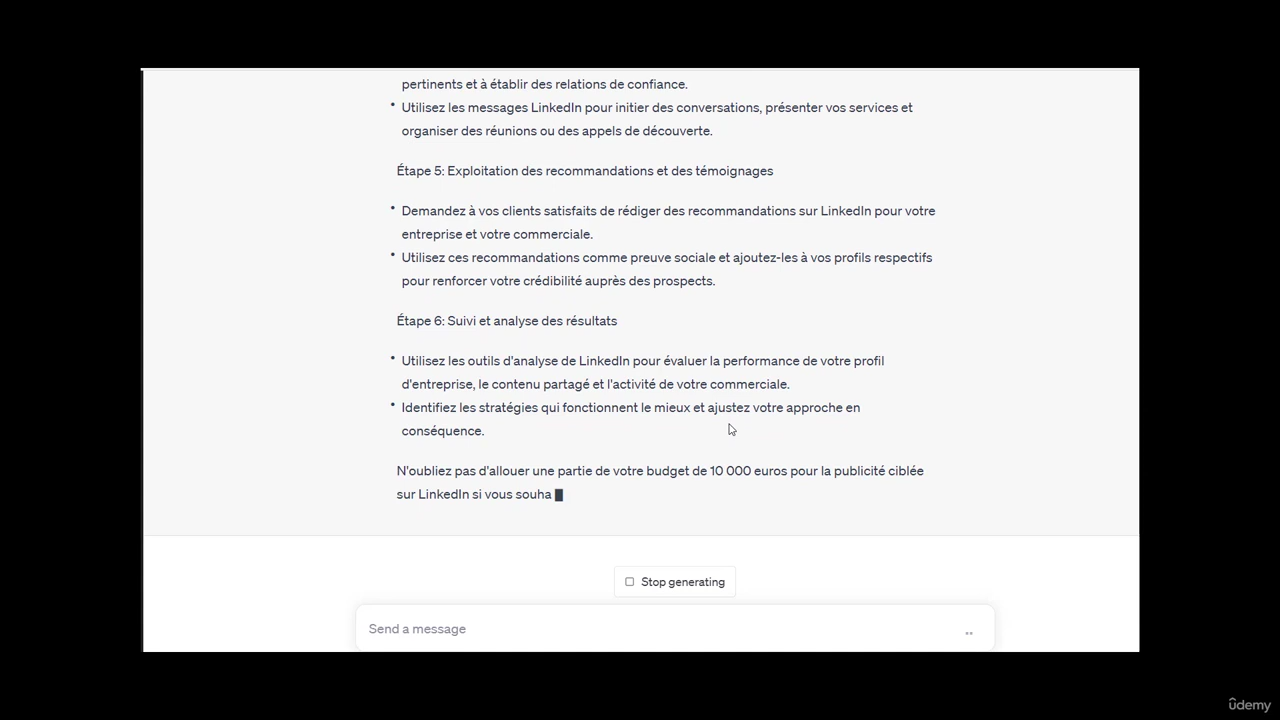 pertinents et à établir des relations de confiance.
• Utilisez les messages LinkedIn pour initier des conversations, présenter vos services et
organiser des réunions ou des appels de découverte.
Étape 5: Exploitation des recommandations et des témoignages
• Demandez à vos clients satisfaits de rédiger des recommandations sur LinkedIn pour votre
entreprise et votre commerciale.
• Utilisez ces recommandations comme preuve sociale et ajoutez-les à vos profils respectifs
pour renforcer votre crédibilité auprès des prospects.
Étape 6: Suivi et analyse des résultats
• Utilisez les outils d'analyse de LinkedIn pour évaluer la performance de votre profil
d'entreprise, le contenu partagé et l'activité de votre commerciale.
• Identifiez les stratégies qui fonctionnent le mieux et ajustez votre approche en
conséquence.
N'oubliez pas d'allouer une partie de votre budget de 10 000 euros pour la publicité ciblée
sur LinkedIn si vous souha
Stop generating
Send a message
ûdemy